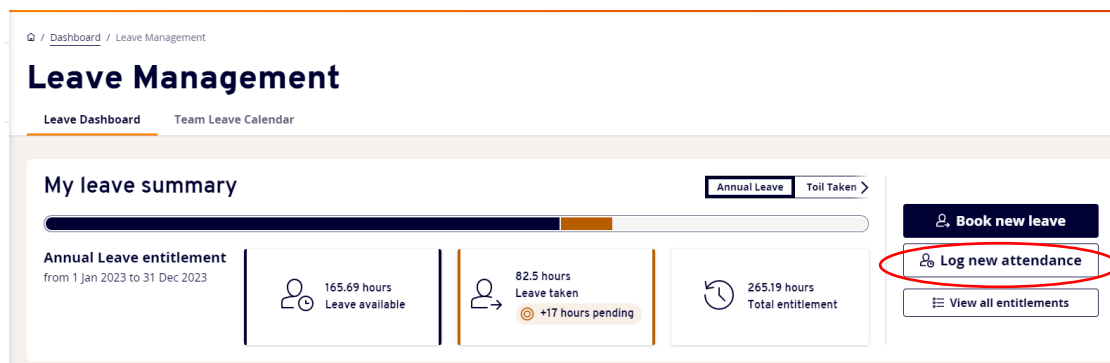 / Dashboard / Leave Management
Leave Management
Leave Dashboard Team Leave Calendar
My leave summary
Annual Leave Toil Taken
Book new leave
Annual Leave entitlement
from 1 Jan 2023 to 31 Dec 2023
165.69 hours
Leave available
82.5 hours
Leave taken
+17 hours pending
265.19 hours
Total entitlement
Log new attendance
View all entitlements